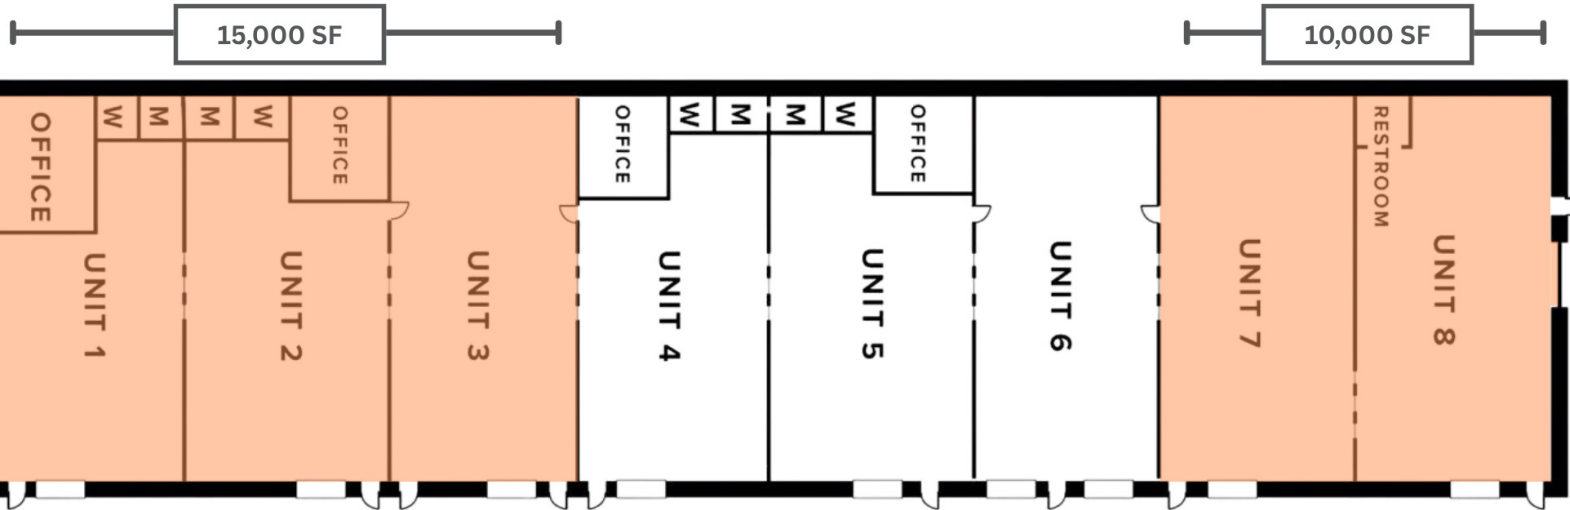 15,000 SF
10,000 SF
OFFICE
W
M
M
W
OFFICE
OFFICE
W
M
M
W
OFFICE
RESTROOM
UNIT 1
UNIT 2
UNIT 3
UNIT 4
UNIT 5
UNIT 6
UNIT 7
UNIT 8